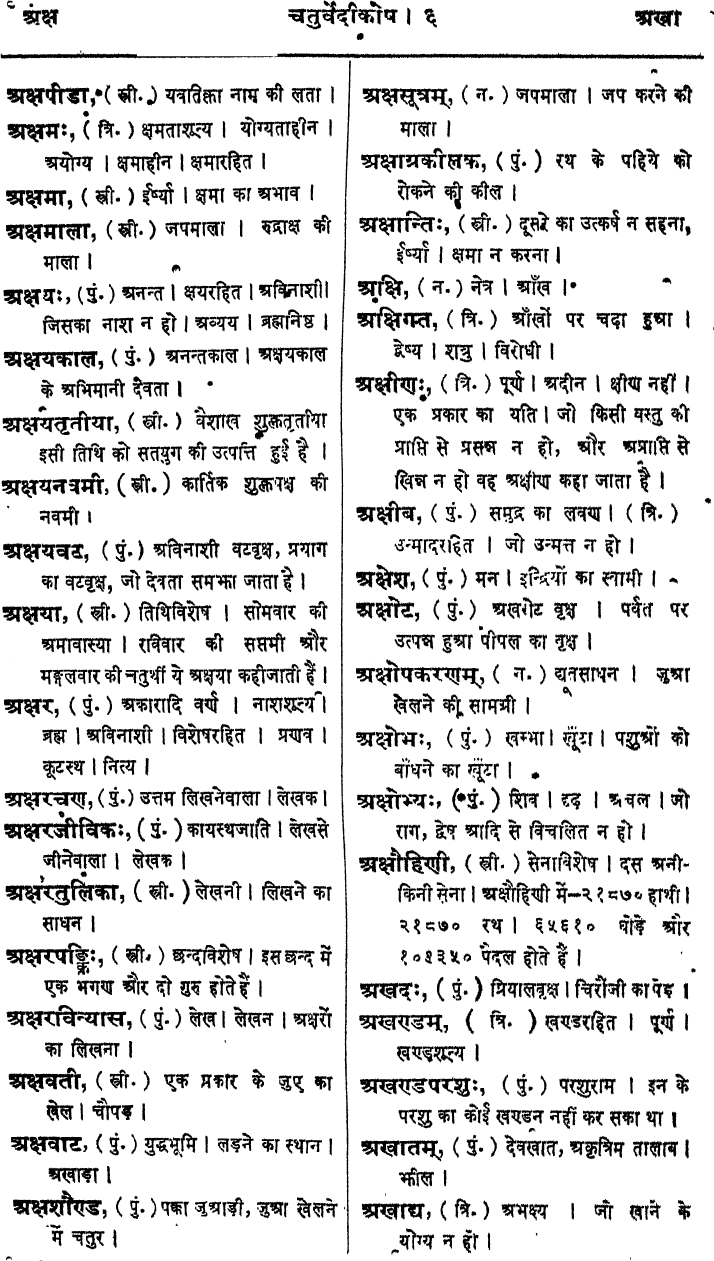 अंक्ष चतुर्वेदीकोष । ६ अखा
अक्षपीडा, (स्त्री.) यवातिक्ता नाम की लता ।
अक्षमः, (त्रि.) क्षमताशून्य । योग्यताहीन ।
अयोग्य । क्षमाहीन । क्षमारहित ।
अक्षमा, (स्त्री.) ईर्ष्या । क्षमा का अभाव ।
अक्षमाला, (स्त्री.) जपमाला । रुद्राक्ष की
माला ।
अक्षयः, (पुं.) अनन्त । क्षयरहित । अविनाशी।
जिसका नाश न हो । अव्यय । ब्रह्मनिष्ठ ।
अक्षयकाल, (पुं.) अनन्तकाल । अक्षयकाल
के अभिमानी देवता ।
अक्षयतृतीया, (स्त्री.) वैशाख शुक्लतृतीया
इसी तिथि को सतयुग की उत्पत्ति हुई है ।
अक्षयनवमी, (स्त्री.) कार्तिक शुक्लपक्ष की
नवमी ।
अक्षयवट, (पुं.) अविनाशी वटवृक्ष, प्रयाग
का वटवृक्ष, जो देवता समझा जाता है ।
अक्षया, (स्त्री.) तिथिविशेष । सोमवार की
अमावास्या । रविवार की सप्तमी और
मङ्गलवार की चतुर्थी ये अक्षया कहीजाती हैं ।
अक्षर, (पुं.) अकारादि वर्ण । नाशशून्य ।
ब्रह्म । अविनाशी । विशेषरहित । प्रणव ।
कूटस्थ । नित्य ।
अक्षरचण, (पुं.) उत्तम लिखनेवाला । लेखक ।
अक्षरजीविकः, (पुं.) कायस्थजाति । लेखसे
जीनेवाला । लेखक ।
अक्षरतुलिका, (स्त्री.) लेखनी । लिखने का
साधन ।
अक्षरपङ्क्तिः, (स्त्री.) छन्दविशेष । इस छन्द में
एक भगण और दो गुरु होते हैं ।
अक्षरविन्यास, (पुं.) लेख । लेखन । अक्षरों
का लिखना ।
अक्षवती, (स्त्री.) एक प्रकार के जुए का
खेल । चौपड़ ।
अक्षवाट, (पुं.) युद्धभूमि । लड़ने का स्थान ।
अखाड़ा ।
अक्षशौण्ड, (पुं.) पक्का जुआड़ी, जुआ खेलने
में चतुर ।
अक्षसूत्रम्, (न.) जपमाला । जप करने की
माला ।
अक्षाग्रकीलक, (पुं.) रथ के पहिये को
रोकने की कील ।
अक्षान्तिः, (स्त्री.) दूसरे का उत्कर्ष न सहना,
ईर्ष्या । क्षमा न करना ।
अक्षि, (न.) नेत्र । आँख ।
अक्षिगत, (त्रि.) आँखों पर चढ़ा हुआ ।
द्वेष्य । शत्रु । विरोधी ।
अक्षीणः, (त्रि.) पूर्ण । अदीन । क्षीण नहीं ।
एक प्रकार का यति । जो किसी वस्तु की
प्राप्ति से प्रसन्न न हो, और अप्राप्ति से
खिन्न न हो वह अक्षीण कहा जाता है ।
अक्षीब, (पुं.) समुद्र का लवण । (त्रि.)
उन्मादरहित । जो उन्मत्त न हो ।
अक्षेश, (पुं.) मन । इन्द्रियों का स्वामी ।
अक्षोट, (पुं.) अखरोट वृक्ष । पर्वत पर
उत्पन्न हुआ पीपल का वृक्ष ।
अक्षोपकरणम्, (न.) द्यूतसाधन । जुआ
खेलने की सामग्री ।
अक्षोभः, (पुं.) खम्भा । खूँटा । पशुओं को
बाँधने का खूँटा ।
अक्षोभ्यः, (पुं.) शिव । दृढ़ । अचल । जो
राग, द्वेष आदि से विचलित न हो ।
अक्षौहिणी, (स्त्री.) सेनाविशेष । दस अनी-
किनी सेना । अक्षौहिणी में-२१८७० हाथी।
२१८७० रथ । ६५६१० घोड़े और
१०९३५० पैदल होते हैं ।
अखदः, (पुं.) प्रियालवृक्ष । चिरौंजी का पेड़ ।
अखण्डम्, (त्रि.) खण्डरहित । पूर्ण ।
खण्डशून्य ।
अखण्डपरशुः, (पुं.) परशुराम । इन के
परशु का कोई खण्डन नहीं कर सका था ।
अखातम्, (पुं.) देवखात, अकृत्रिम तालाब ।
झील ।
अखाद्य, (त्रि.) अभक्ष्य । जो खाने के
योग्य न हो ।